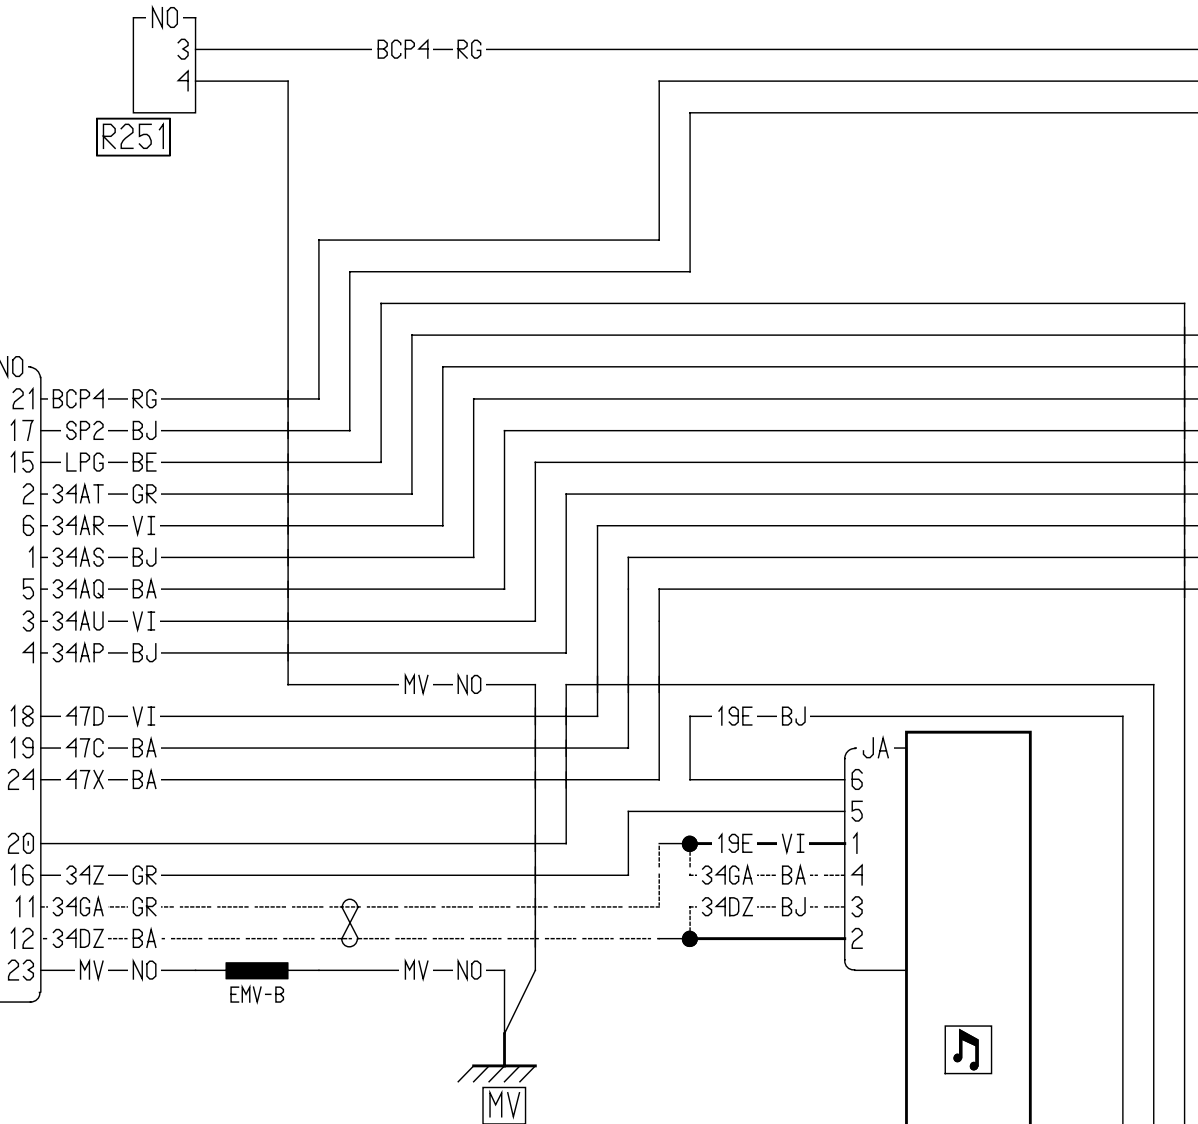 NO
3 BCP4 RG
4
R251
NO
21 BCP4 RG
17 SP2 BJ
15 LPG BE
2 34AT GR
6 34AR VI
1 34AS BJ
5 34AQ BA
3 34AU VI
4 34AP BJ
MV NO
18 47D VI 19E BJ
19 47C BA JA
24 47X BA 6
5
20 19E VI 1
16 34Z GR 34GA BA 4
11 34GA GR 34DZ BJ 3
12 34DZ BA 2
23 MV NO MV NO
EMV-B
MV